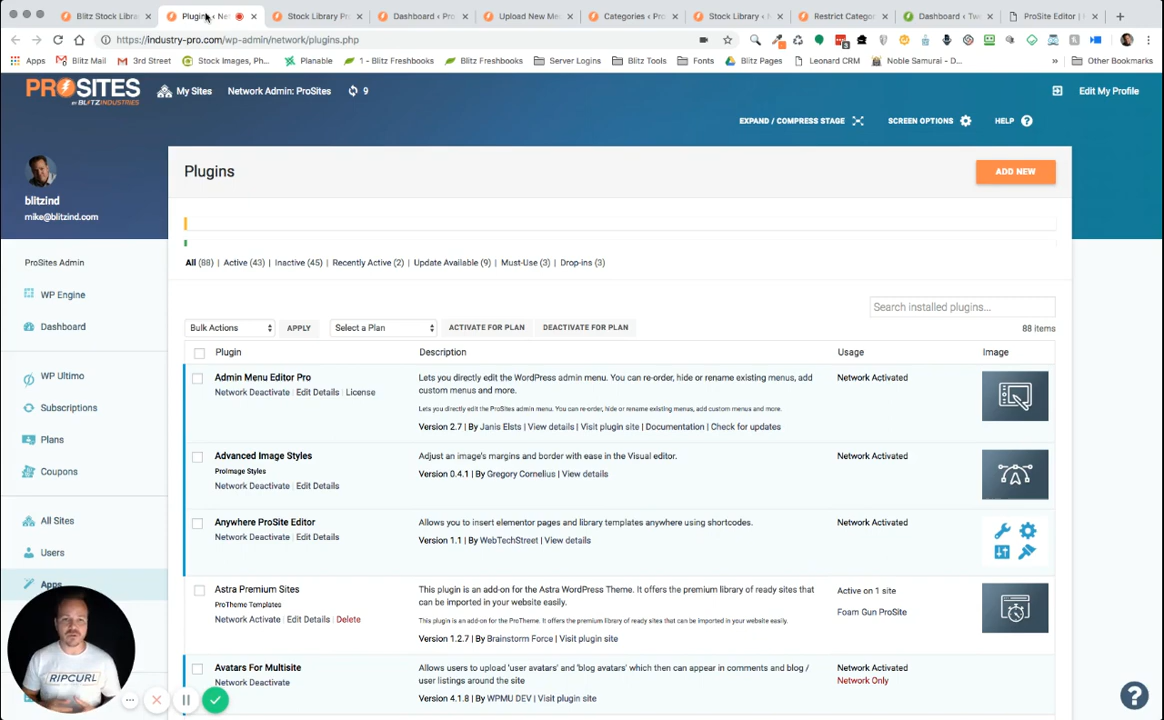 Blitz Stock Libra
Plugins ‹ Ne
Stock Library Pr
Dashboard ‹ Pro
Upload New Me
Categories ‹ Pro
Stock Library ‹ M
Restrict Categor
Dashboard ‹ Tw
ProSite Editor |
https://industry-pro.com/wp-admin/network/plugins.php
Apps
Blitz Mail
3rd Street
Stock Images, Ph...
Planable
1 - Blitz Freshbooks
Blitz Freshbooks
Server Logins
Blitz Tools
Fonts
Blitz Pages
Leonard CRM
Noble Samurai - D...
»
Other Bookmarks
PROSITES
BY BLITZ INDUSTRIES
My Sites
Network Admin: ProSites
9
Edit My Profile
EXPAND / COMPRESS STAGE
SCREEN OPTIONS
HELP
blitzind
mike@blitzind.com
ProSites Admin
WP Engine
Dashboard
WP Ultimo
Subscriptions
Plans
Coupons
All Sites
Users
Apps
RIPCURL
Plugins
ADD NEW
All (88) | Active (43) | Inactive (45) | Recently Active (2) | Update Available (9) | Must-Use (3) | Drop-ins (3)
Search installed plugins...
Bulk Actions
APPLY
Select a Plan
ACTIVATE FOR PLAN
DEACTIVATE FOR PLAN
88 items
Plugin
Description
Usage
Image
Admin Menu Editor Pro
Network Deactivate | Edit Details | License
Lets you directly edit the WordPress admin menu. You can re-order, hide or rename existing menus, add
custom menus and more.
Lets you directly edit the ProSites admin menu. You can re-order, hide or rename existing menus, add custom menus and more.
Version 2.7 | By Janis Elsts | View details | Visit plugin site | Documentation | Check for updates
Network Activated
Advanced Image Styles
ProImage Styles
Network Deactivate | Edit Details
Adjust an image's margins and border with ease in the Visual editor.
Version 0.4.1 | By Gregory Cornelius | View details
Network Activated
Anywhere ProSite Editor
Network Deactivate | Edit Details
Allows you to insert elementor pages and library templates anywhere using shortcodes.
Version 1.1 | By WebTechStreet | View details
Network Activated
Astra Premium Sites
ProTheme Templates
Network Activate | Edit Details | Delete
This plugin is an add-on for the Astra WordPress Theme. It offers the premium library of ready sites that can
be imported in your website easily.
This plugin is an add-on for the ProTheme. It offers the premium library of ready sites that can be imported in your website easily.
Version 1.2.7 | By Brainstorm Force | Visit plugin site
Active on 1 site
Foam Gun ProSite
Avatars For Multisite
Network Deactivate
Allows users to upload 'user avatars' and 'blog avatars' which then can appear in comments and blog /
user listings around the site
Version 4.1.8 | By WPMU DEV | Visit plugin site
Network Activated
Network Only